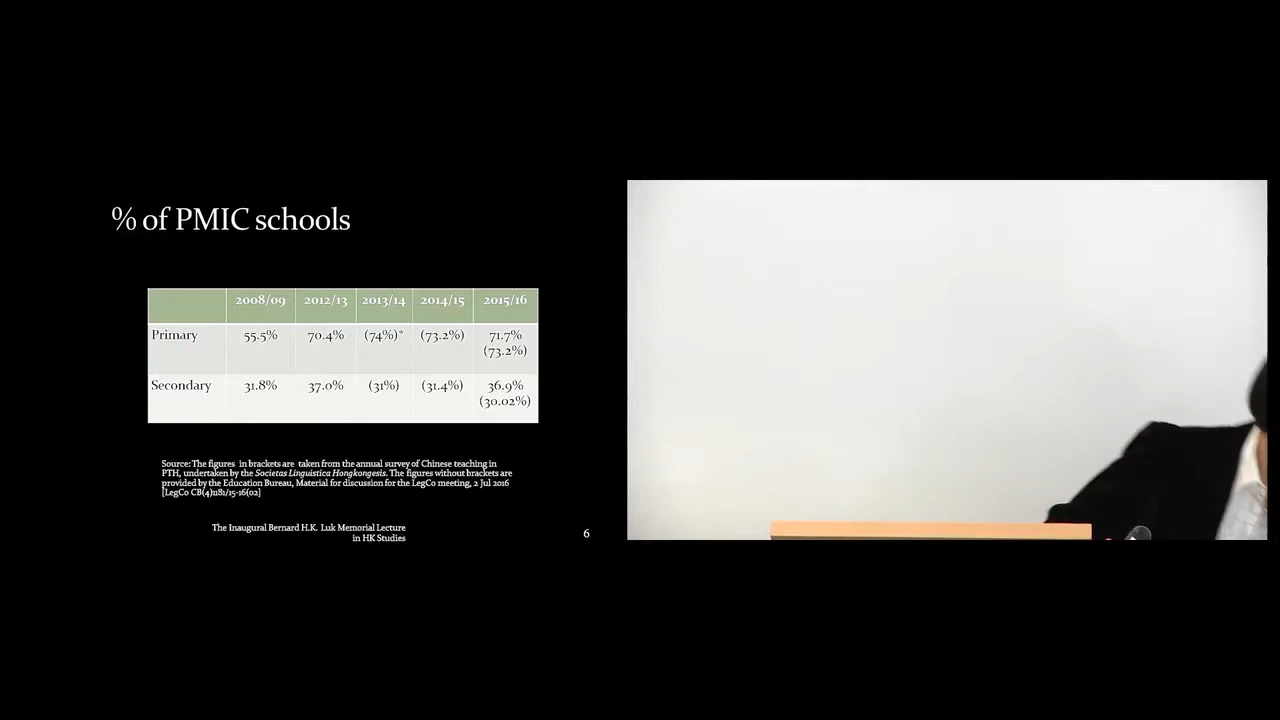 % of PMIC schools
2008/09 2012/13 2013/14 2014/15 2015/16
Primary 55.5% 70.4% (74%)* (73.2%) 71.7%
(73.2%)
Secondary 31.8% 37.0% (31%) (31.4%) 36.9%
(30.02%)
Source: The figures in brackets are taken from the annual survey of Chinese teaching in
PTH, undertaken by the Societas Linguistica Hongkongesis. The figures without brackets are
provided by the Education Bureau, Material for discussion for the LegCo meeting, 2 Jul 2016
[LegCo CB(4)1181/15-16(02]
The Inaugural Bernard H.K. Luk Memorial Lecture
in HK Studies
6